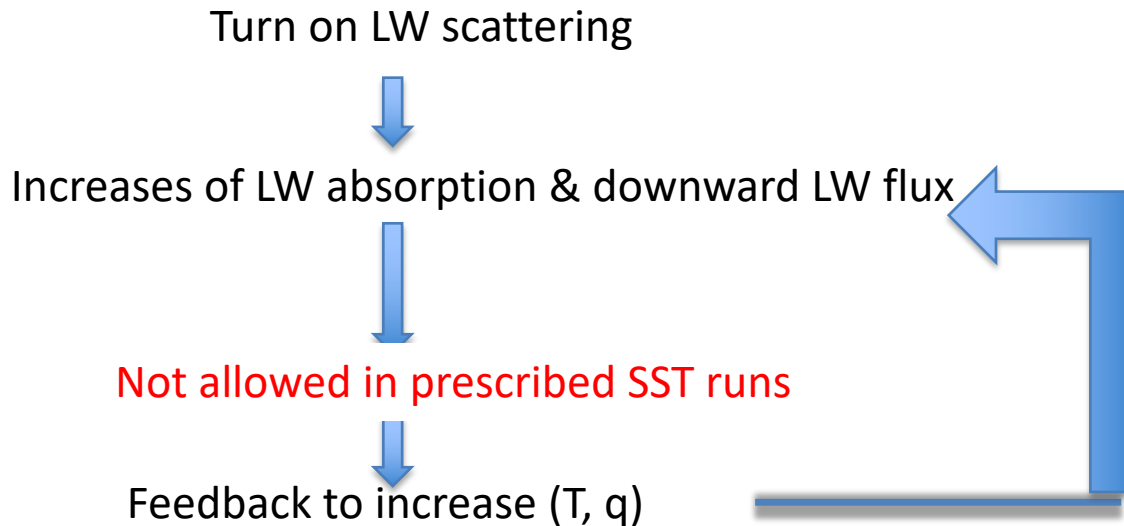 Turn on LW scattering
Increases of LW absorption & downward LW flux
Not allowed in prescribed SST runs
Feedback to increase (T, q)